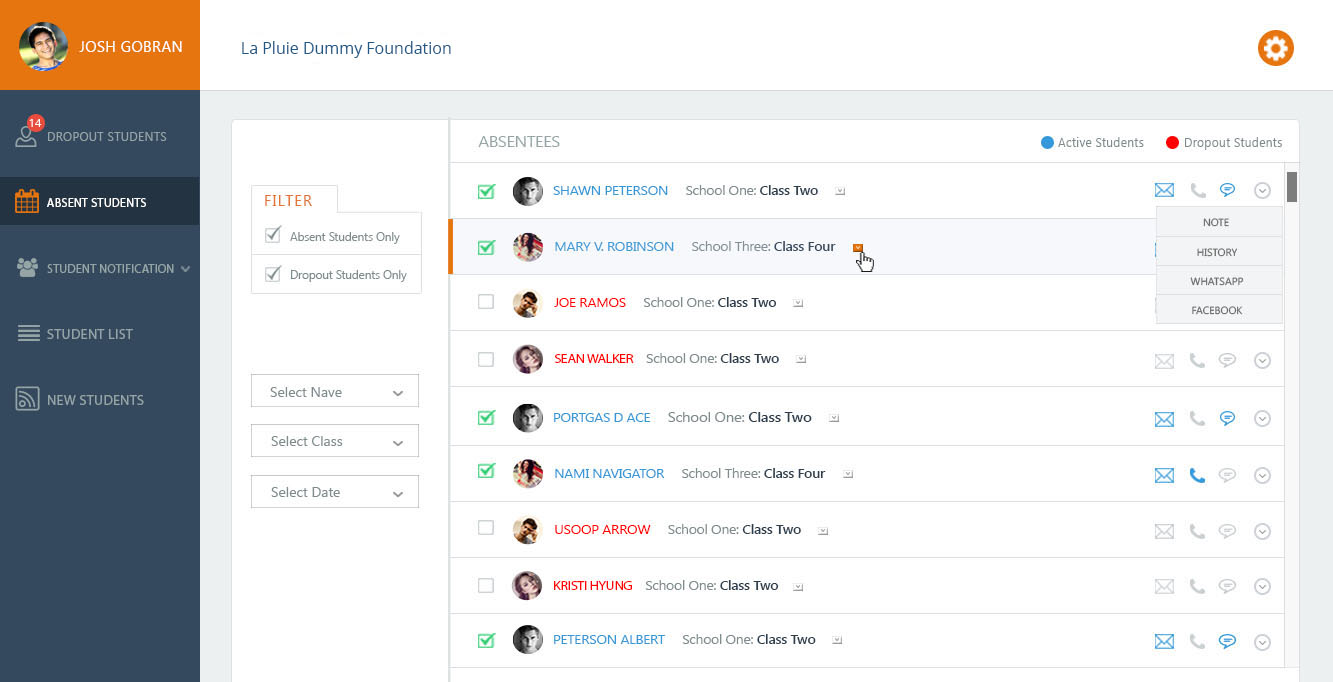 JOSH GOBRAN
La Pluie Dummy Foundation
14
DROPOUT STUDENTS
ABSENT STUDENTS
STUDENT NOTIFICATION
STUDENT LIST
NEW STUDENTS
FILTER
Absent Students Only
Dropout Students Only
Select Nave
Select Class
Select Date
ABSENTEES
Active Students
Dropout Students
SHAWN PETERSON School One: Class Two
MARY V. ROBINSON School Three: Class Four
JOE RAMOS School One: Class Two
SEAN WALKER School One: Class Two
PORTGAS D ACE School One: Class Two
NAMI NAVIGATOR School Three: Class Four
USOOP ARROW School One: Class Two
KRISTI HYUNG School One: Class Two
PETERSON ALBERT School One: Class Two
NOTE
HISTORY
WHATSAPP
FACEBOOK